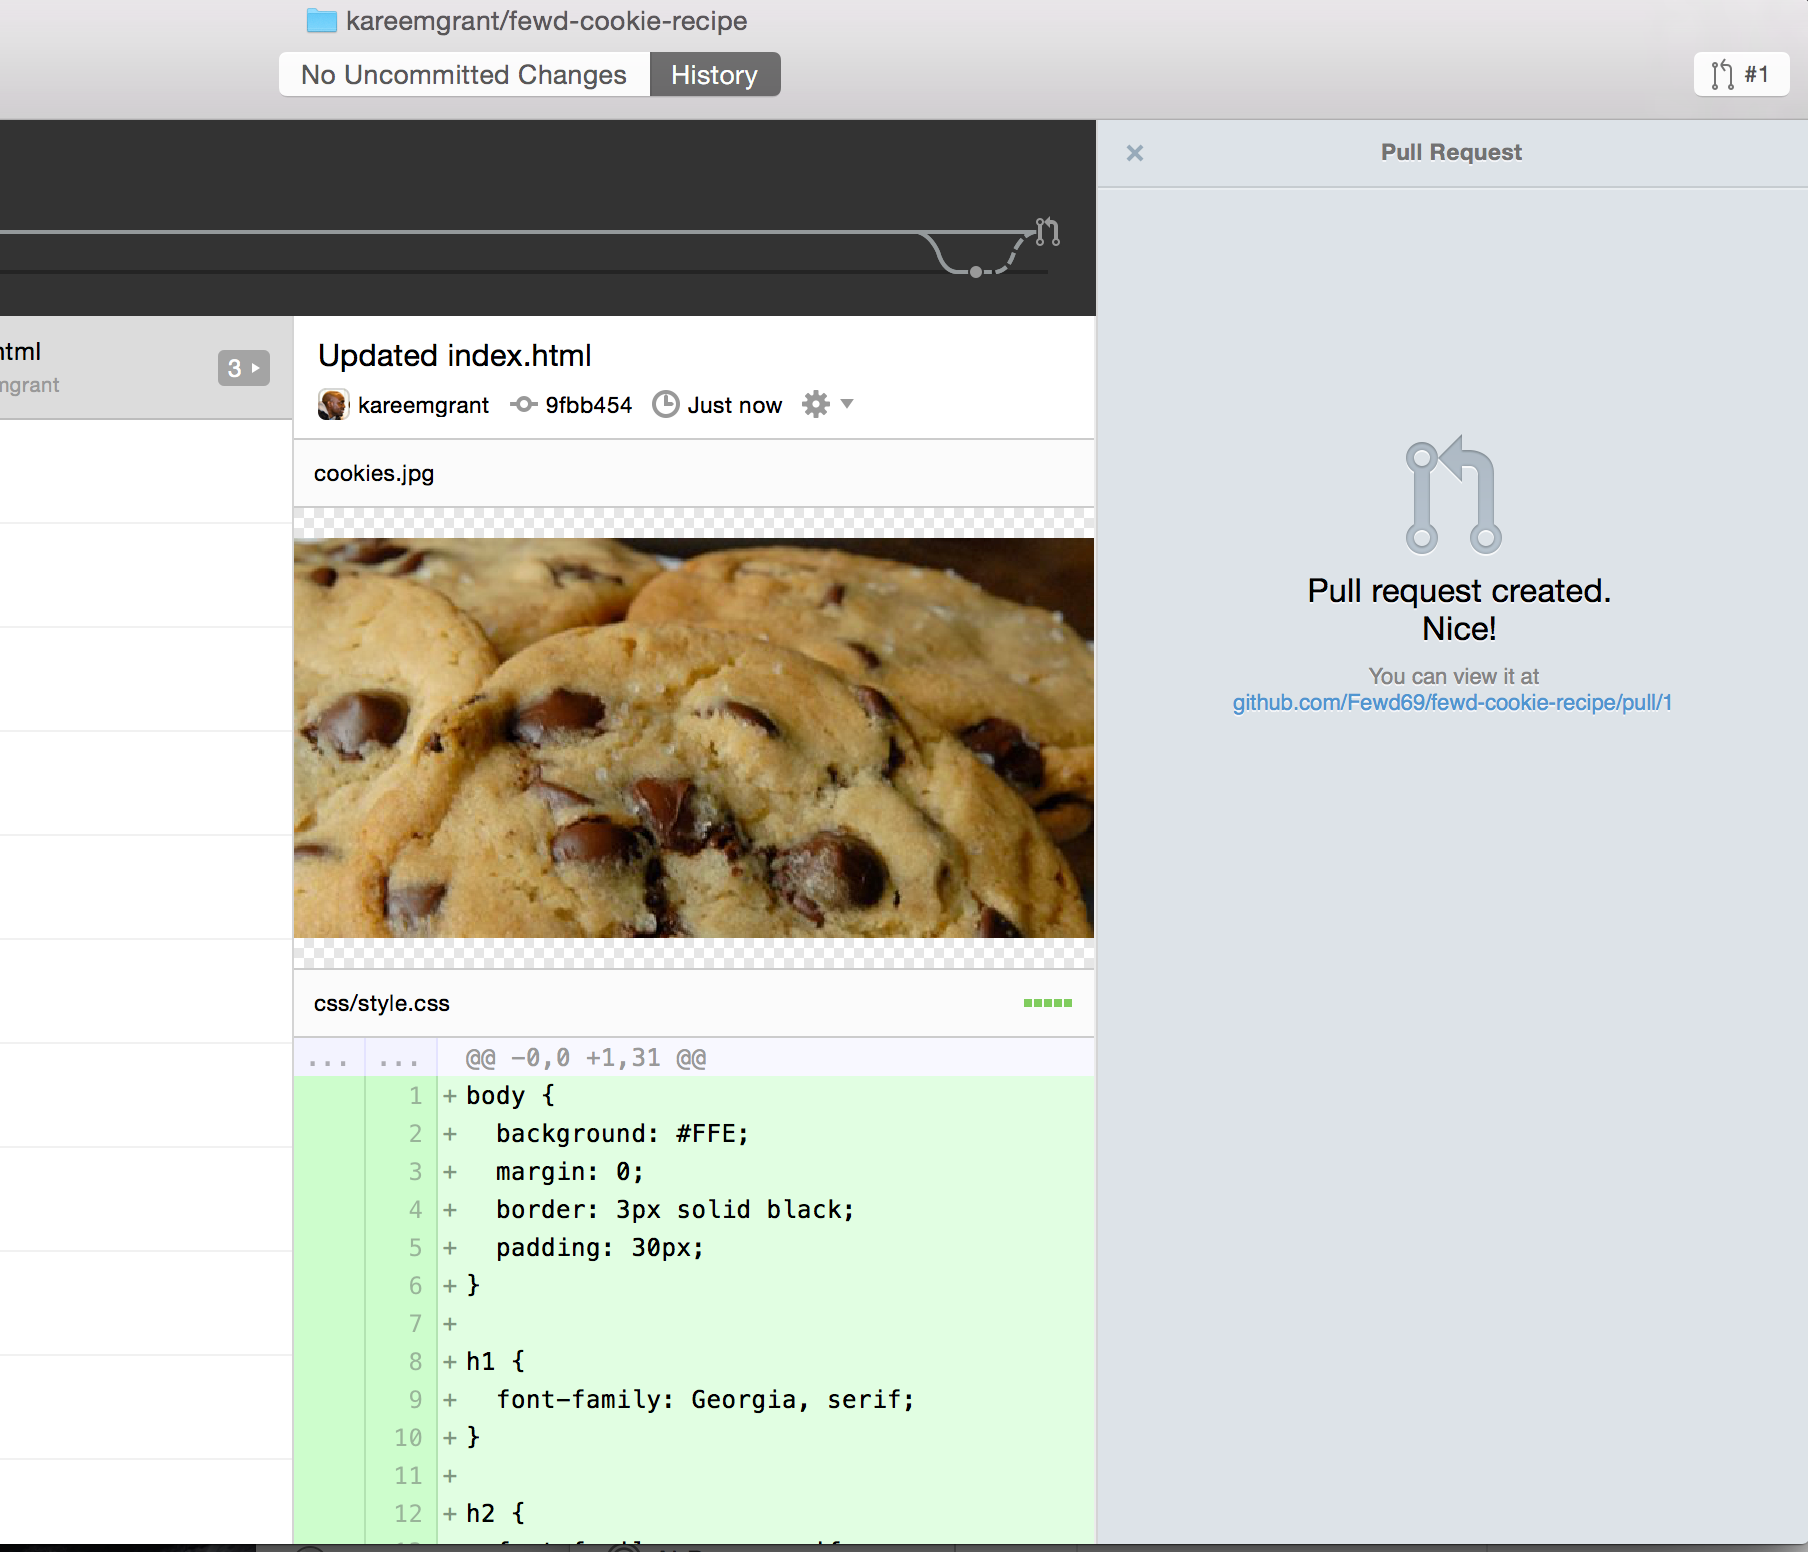 kareemgrant/fewd-cookie-recipe
No Uncommitted Changes
History
#1
Pull Request
html
mgrant
3
Updated index.html
kareemgrant 9fbb454 Just now
cookies.jpg
Pull request created.
Nice!
You can view it at
github.com/Fewd69/fewd-cookie-recipe/pull/1
css/style.css
... ... @@ -0,0 +1,31 @@
1 + body {
2 + background: #FFE;
3 + margin: 0;
4 + border: 3px solid black;
5 + padding: 30px;
6 + }
7 +
8 + h1 {
9 + font-family: Georgia, serif;
10 + }
11 +
12 + h2 {